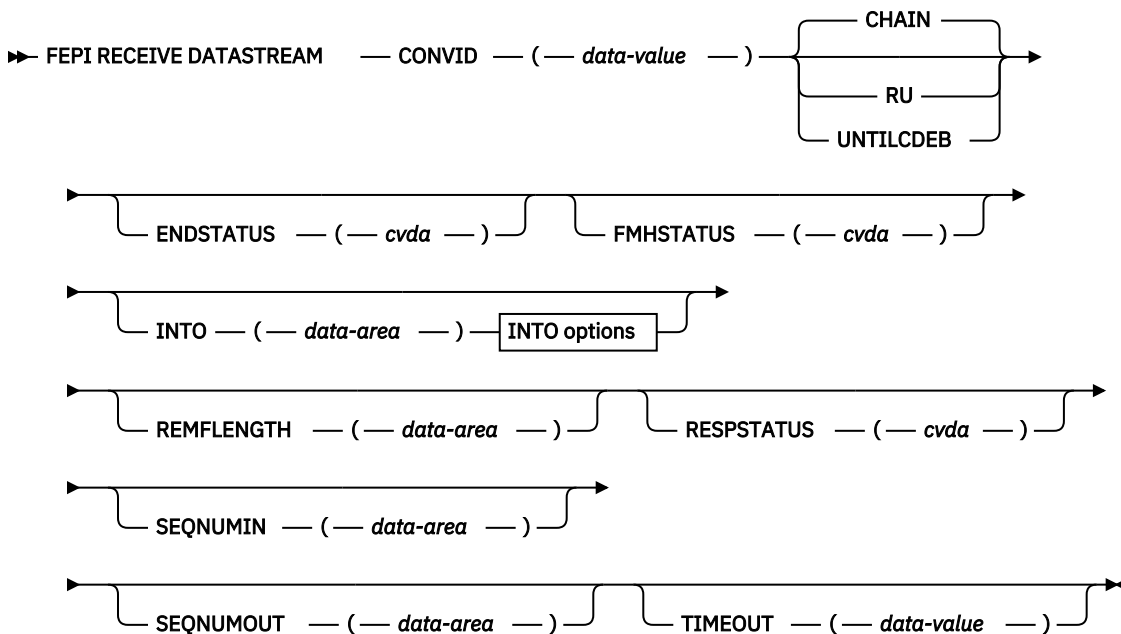 CHAIN
FEPI RECEIVE DATASTREAM CONVID ( data-value )
RU
UNTILCDEB
ENDSTATUS ( cvda ) FMHSTATUS ( cvda )
INTO ( data-area ) INTO options
REMFLENGTH ( data-area ) RESPSTATUS ( cvda )
SEQNUMIN ( data-area )
SEQNUMOUT ( data-area ) TIMEOUT ( data-value )